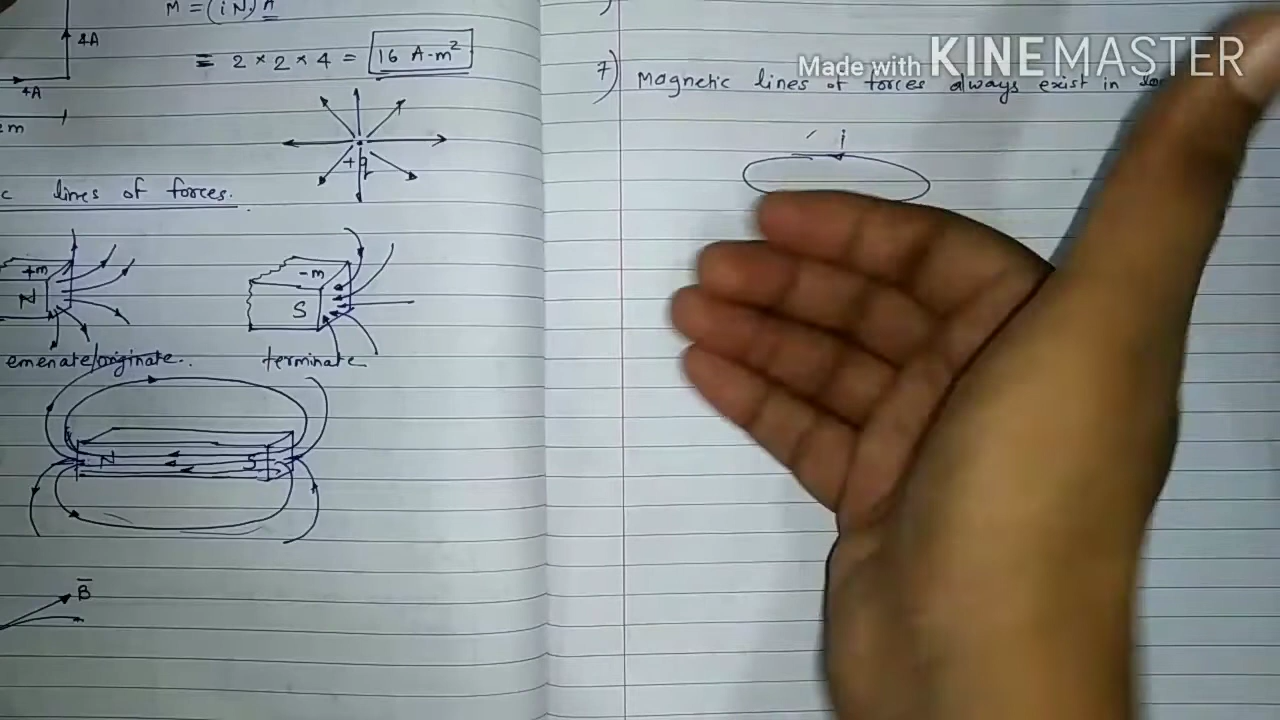 M = (iN) A
4A
= 2 × 2 × 4 = 16 A-m²
4A
2m
+q
c lines of forces.
+m
N
-m
S
emenate/originate.
terminate
N S
B̅
7) Magnetic lines of forces always exist in
i
Made with KINEMASTER